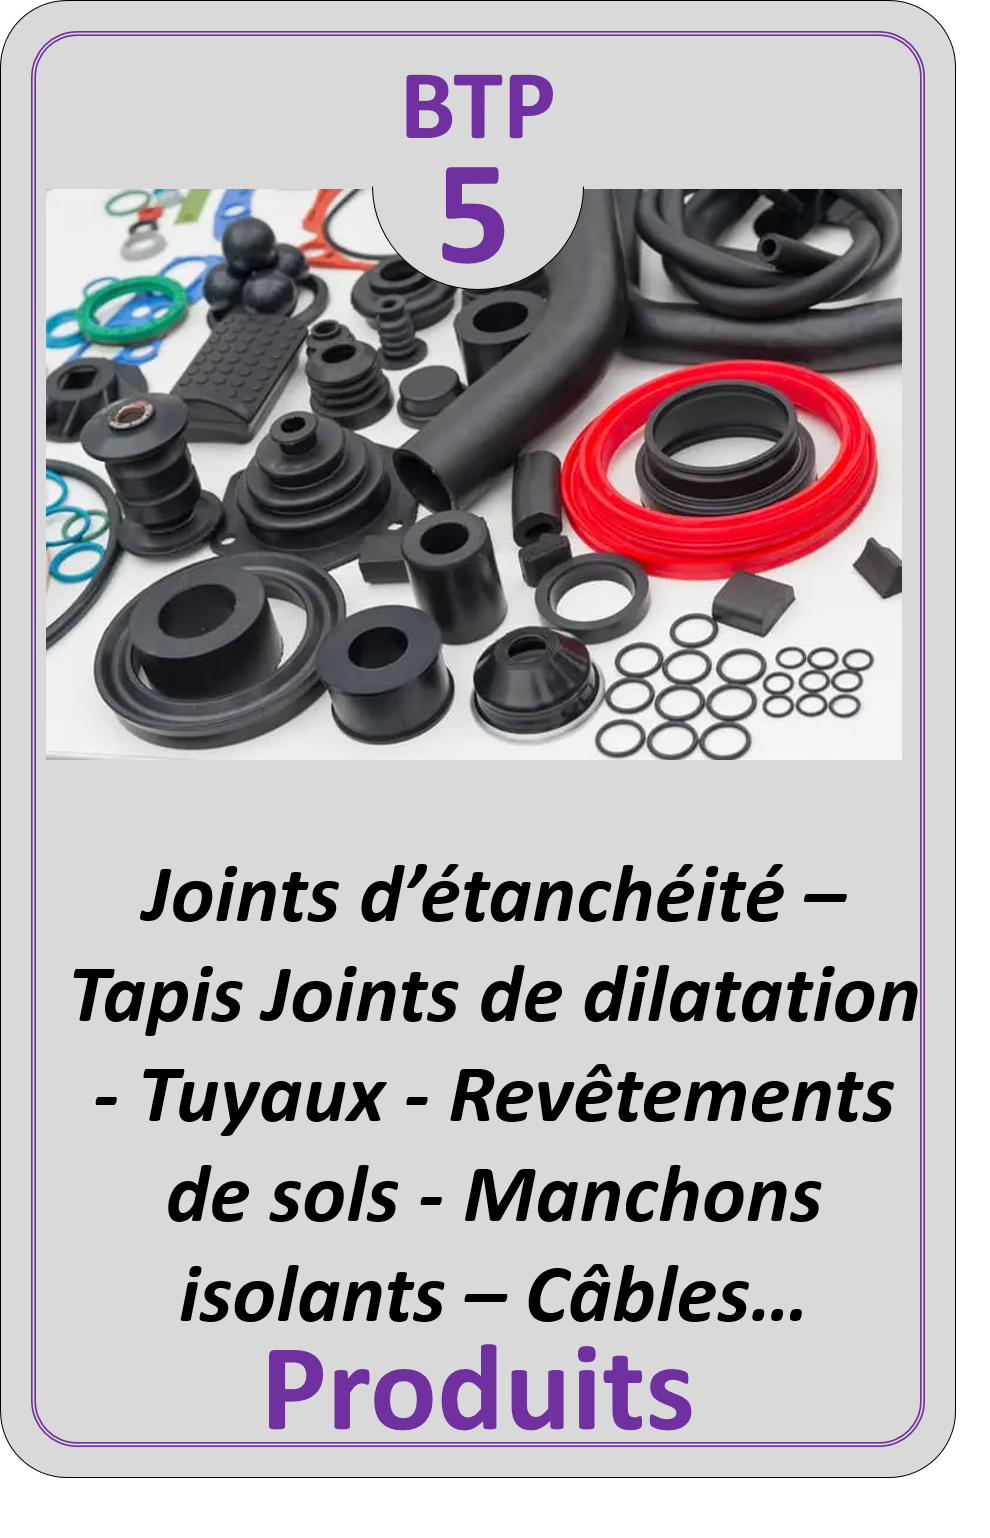 BTP
5
Joints d’étanchéité –
Tapis Joints de dilatation
- Tuyaux - Revêtements
de sols - Manchons
isolants – Câbles…
Produits